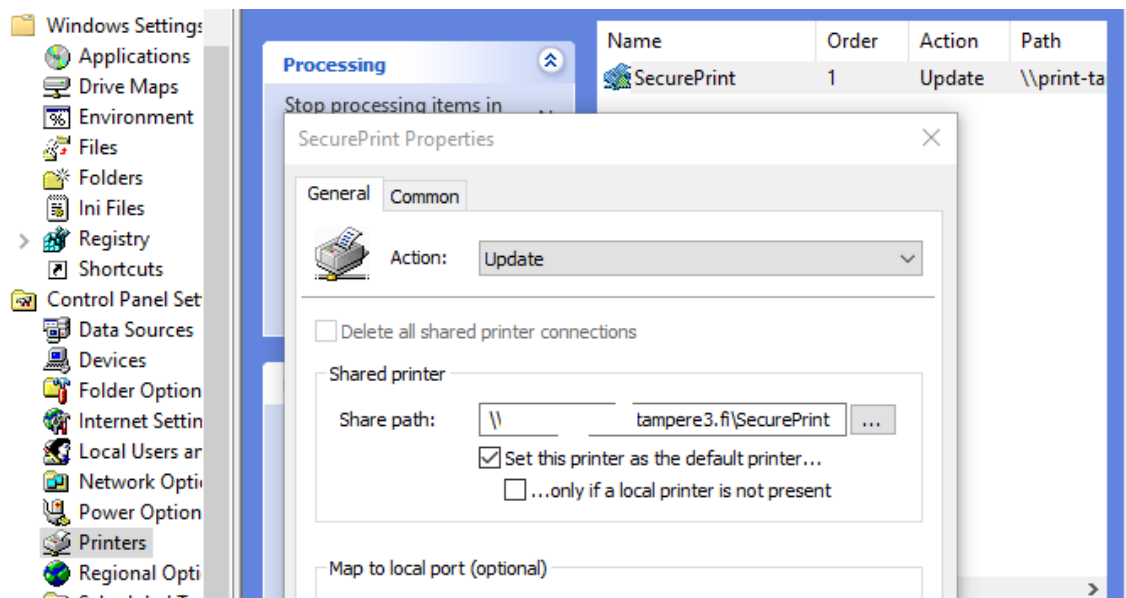 Windows Settings
Applications
Drive Maps
Environment
Files
Folders
Ini Files
Registry
Shortcuts
Control Panel Set
Data Sources
Devices
Folder Option
Internet Settin
Local Users an
Network Opti
Power Option
Printers
Regional Opti
Processing
Stop processing items in
Name Order Action Path
SecurePrint 1 Update \\print-ta
SecurePrint Properties
General Common
Action: Update
Delete all shared printer connections
Shared printer
Share path: \\ tampere3.fi\SecurePrint ...
Set this printer as the default printer...
...only if a local printer is not present
Map to local port (optional)